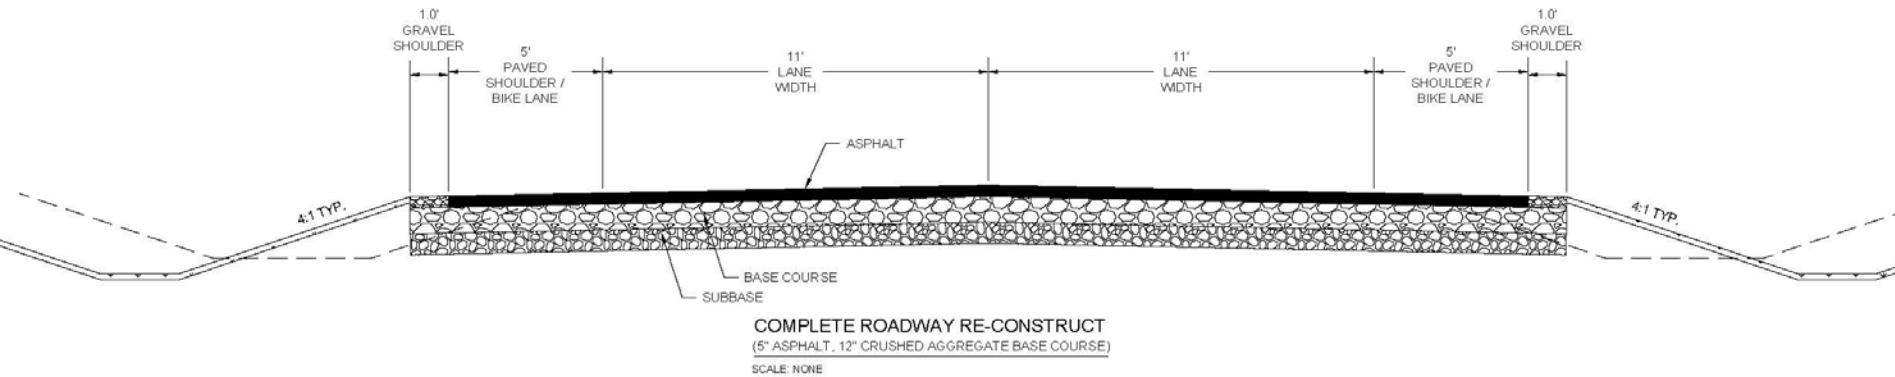 1.0'
GRAVEL
SHOULDER
5'
PAVED
SHOULDER /
BIKE LANE
11'
LANE
WIDTH
11'
LANE
WIDTH
5'
PAVED
SHOULDER /
BIKE LANE
1.0'
GRAVEL
SHOULDER
ASPHALT
4:1 TYP.
4:1 TYP.
BASE COURSE
SUBBASE
COMPLETE ROADWAY RE-CONSTRUCT
(5" ASPHALT, 12" CRUSHED AGGREGATE BASE COURSE)
SCALE: NONE